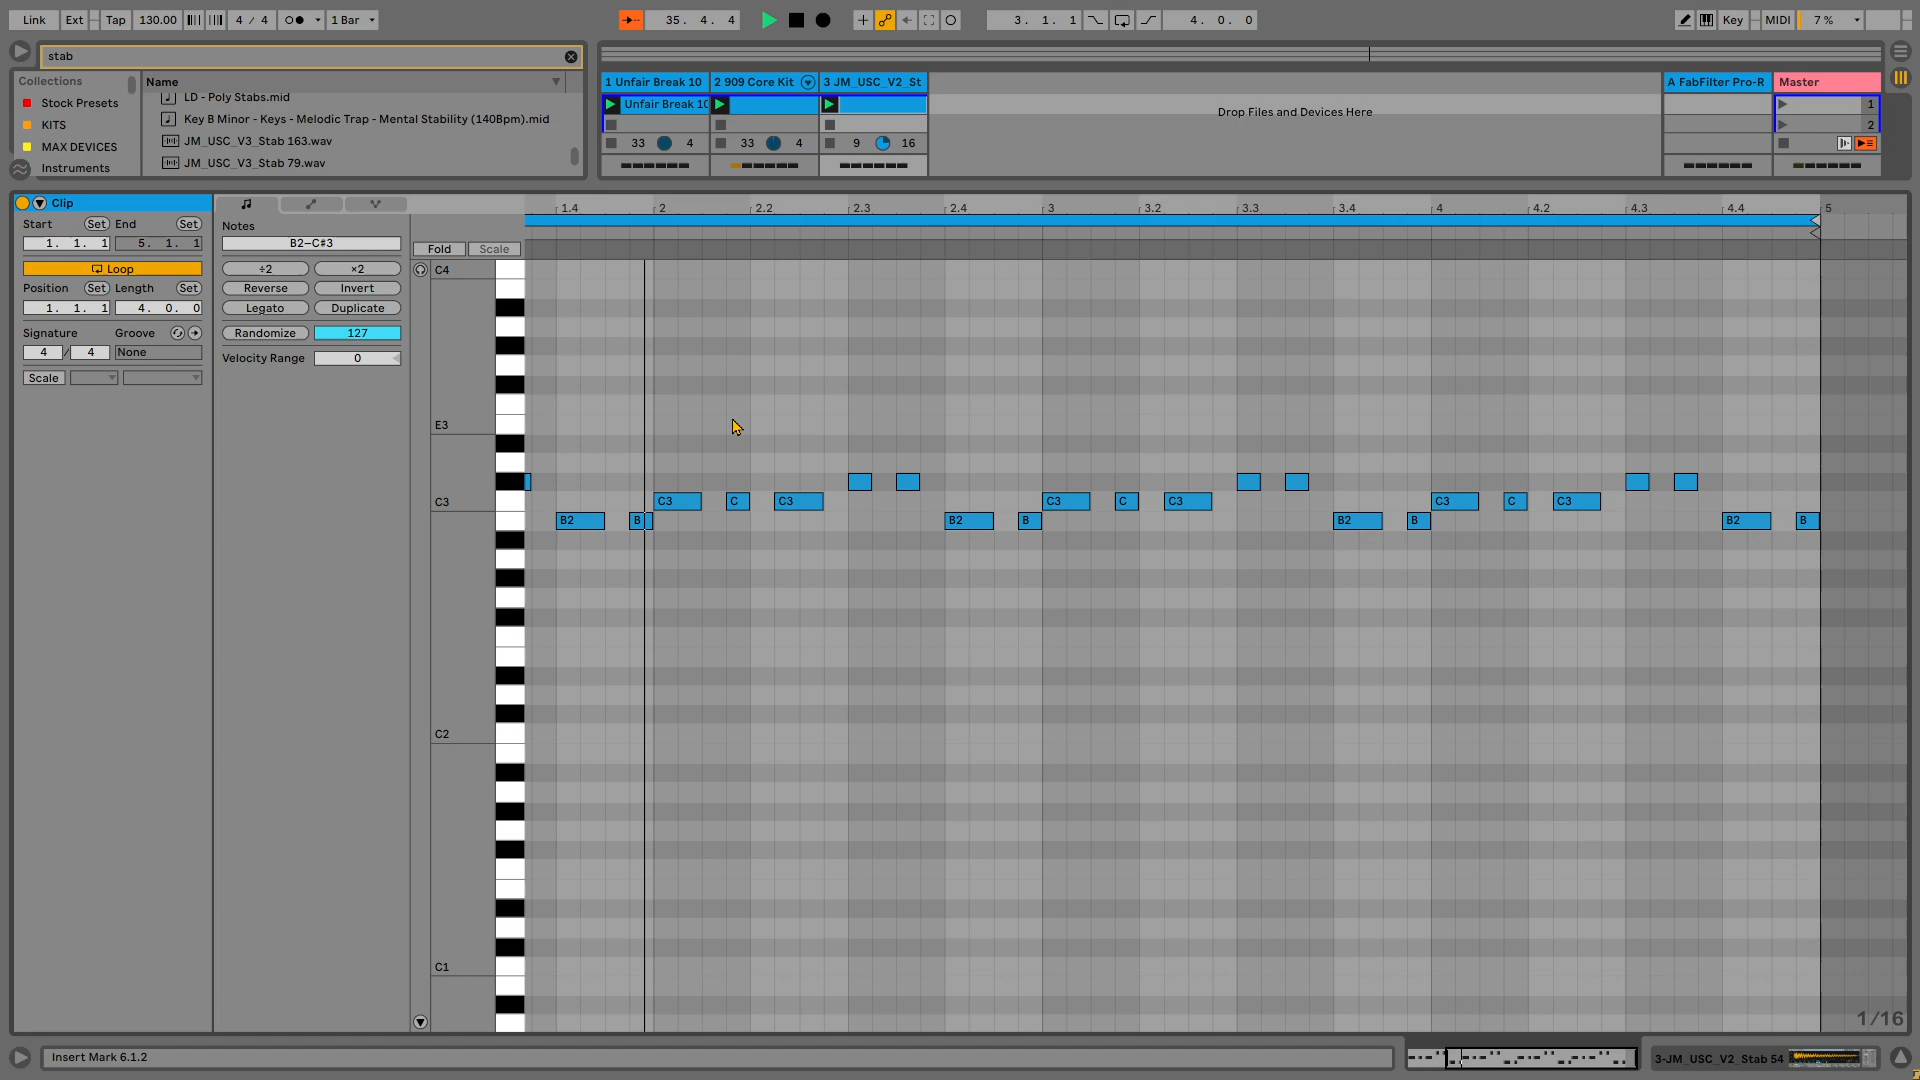 Link Ext Tap 130.00 4 / 4 1 Bar 35. 4. 4 3. 1. 1 4. 0. 0 Key MIDI 7 %
stab
Collections Name
Stock Presets
KITS
MAX DEVICES
Instruments
LD - Poly Stabs.mid
Key B Minor - Keys - Melodic Trap - Mental Stability (140Bpm).mid
JM_USC_V3_Stab 163.wav
JM_USC_V3_Stab 79.wav
1 Unfair Break 10 2 909 Core Kit 3 JM_USC_V2_St A FabFilter Pro-R Master
Unfair Break 10 1
Drop Files and Devices Here
2
33 4 33 4 9 16
Clip
Start Set End Set
1. 1. 1 5. 1. 1
Loop
Position Set Length Set
1. 1. 1 4. 0. 0
Signature Groove
4 / 4 None
Scale
Notes
B2–C#3
÷2 ×2
Reverse Invert
Legato Duplicate
Randomize 127
Velocity Range 0
Fold Scale
1.4 2 2.2 2.3 2.4 3 3.2 3.3 3.4 4 4.2 4.3 4.4 5
C4
E3
C3
C2
C1
C3 C C3 C3 C C3 C3 C C3
B2 B B2 B B2 B B2 B
1/16
Insert Mark 6.1.2
3-JM_USC_V2_Stab 54